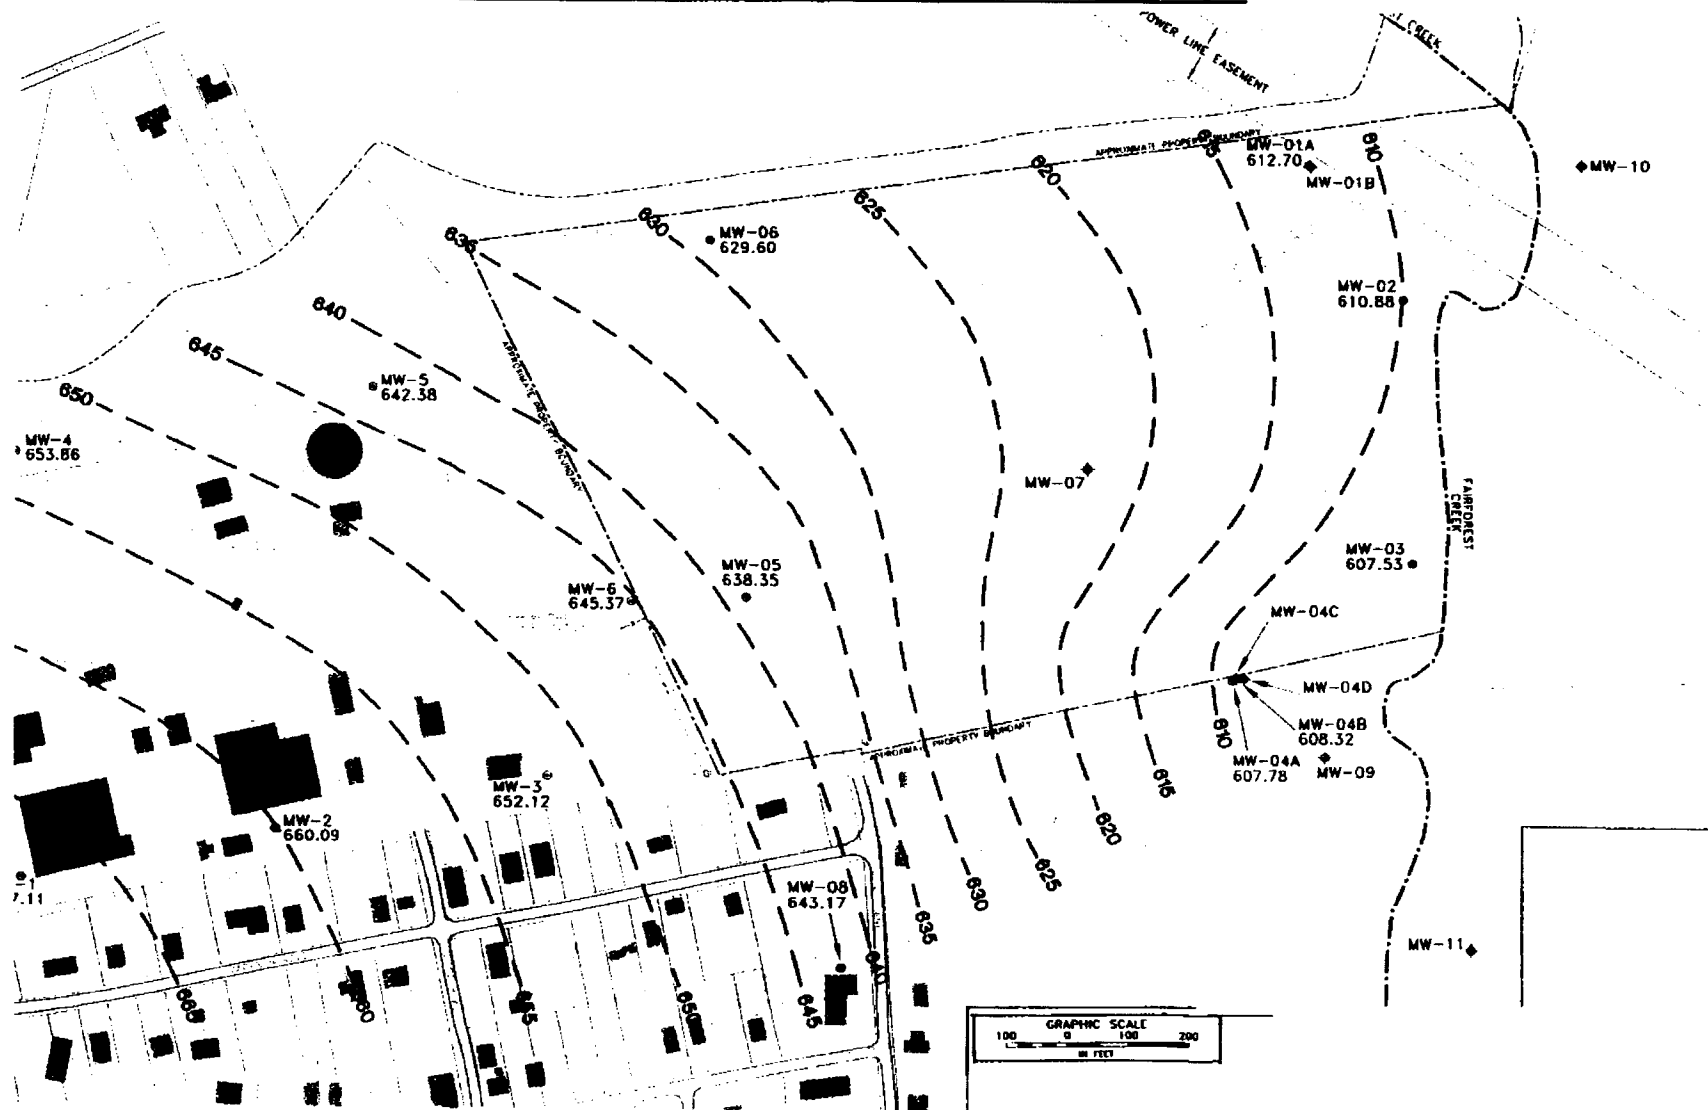 POWER LINE EASEMENT
CREEK
APPROXIMATE PROPERTY BOUNDARY
MW-01A
612.70
MW-01B
610
MW-10
620
615
625
630
MW-06
629.60
635
MW-02
610.88
640
645
APPROXIMATE PROPERTY BOUNDARY
MW-5
642.38
650
MW-4
653.86
MW-07
FAIRFOREST
CREEK
MW-03
607.53
MW-05
638.35
MW-6
645.37
MW-04C
MW-04D
MW-04B
608.32
610
MW-04A
607.78
MW-09
APPROXIMATE PROPERTY BOUNDARY
MW-3
652.12
615
MW-2
660.09
620
625
MW-08
643.17
630
635
MW-11
640
665
660
655
650
645
GRAPHIC SCALE
100 0 100 200
IN FEET